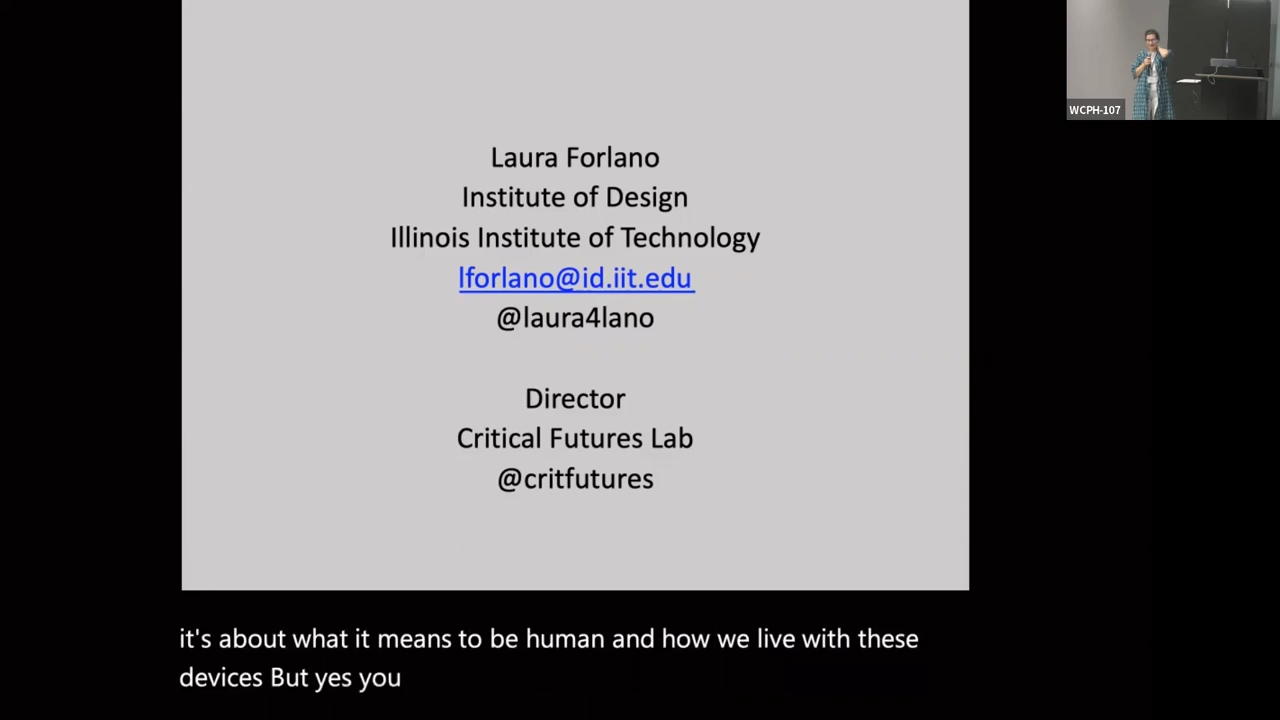 Laura Forlano
Institute of Design
Illinois Institute of Technology
lforlano@id.iit.edu
@laura4lano
Director
Critical Futures Lab
@critfutures
WCPH-107
it's about what it means to be human and how we live with these
devices But yes you